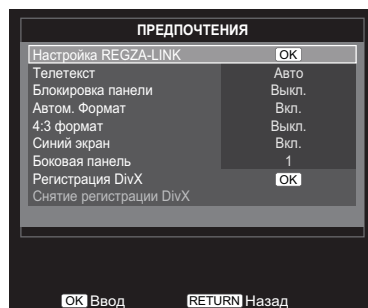 ПРЕДПОЧТЕНИЯ
Настройка REGZA-LINK OK
Телетекст Авто
Блокировка панели Выкл.
Автом. Формат Вкл.
4:3 формат Выкл.
Синий экран Вкл.
Боковая панель 1
Регистрация DivX OK
Снятие регистрации DivX
OK Ввод RETURN Назад